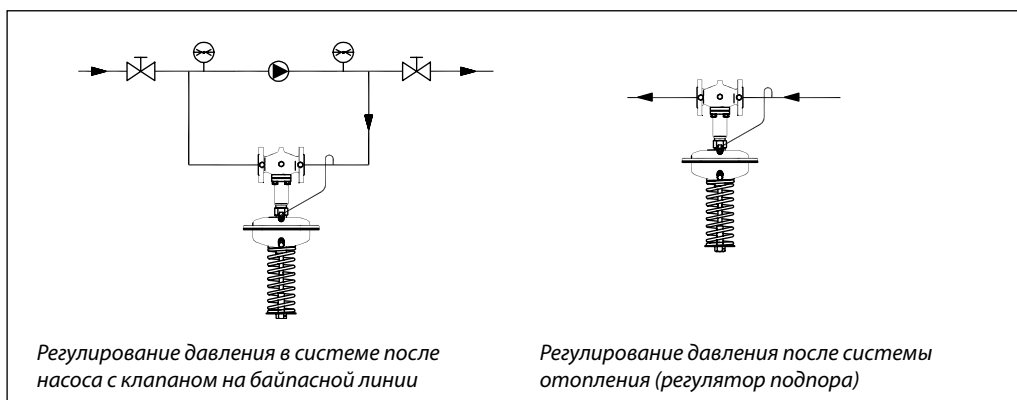 Регулирование давления в системе после
насоса с клапаном на байпасной линии
Регулирование давления после системы
отопления (регулятор подпора)